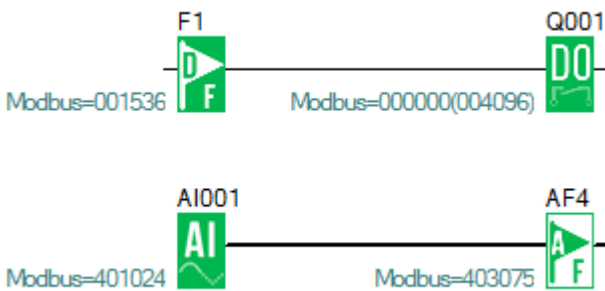 F1
Q001
D
F
DO
Modbus=001536
Modbus=000000(004096)
AI001
AF4
AI
A
F
Modbus=401024
Modbus=403075